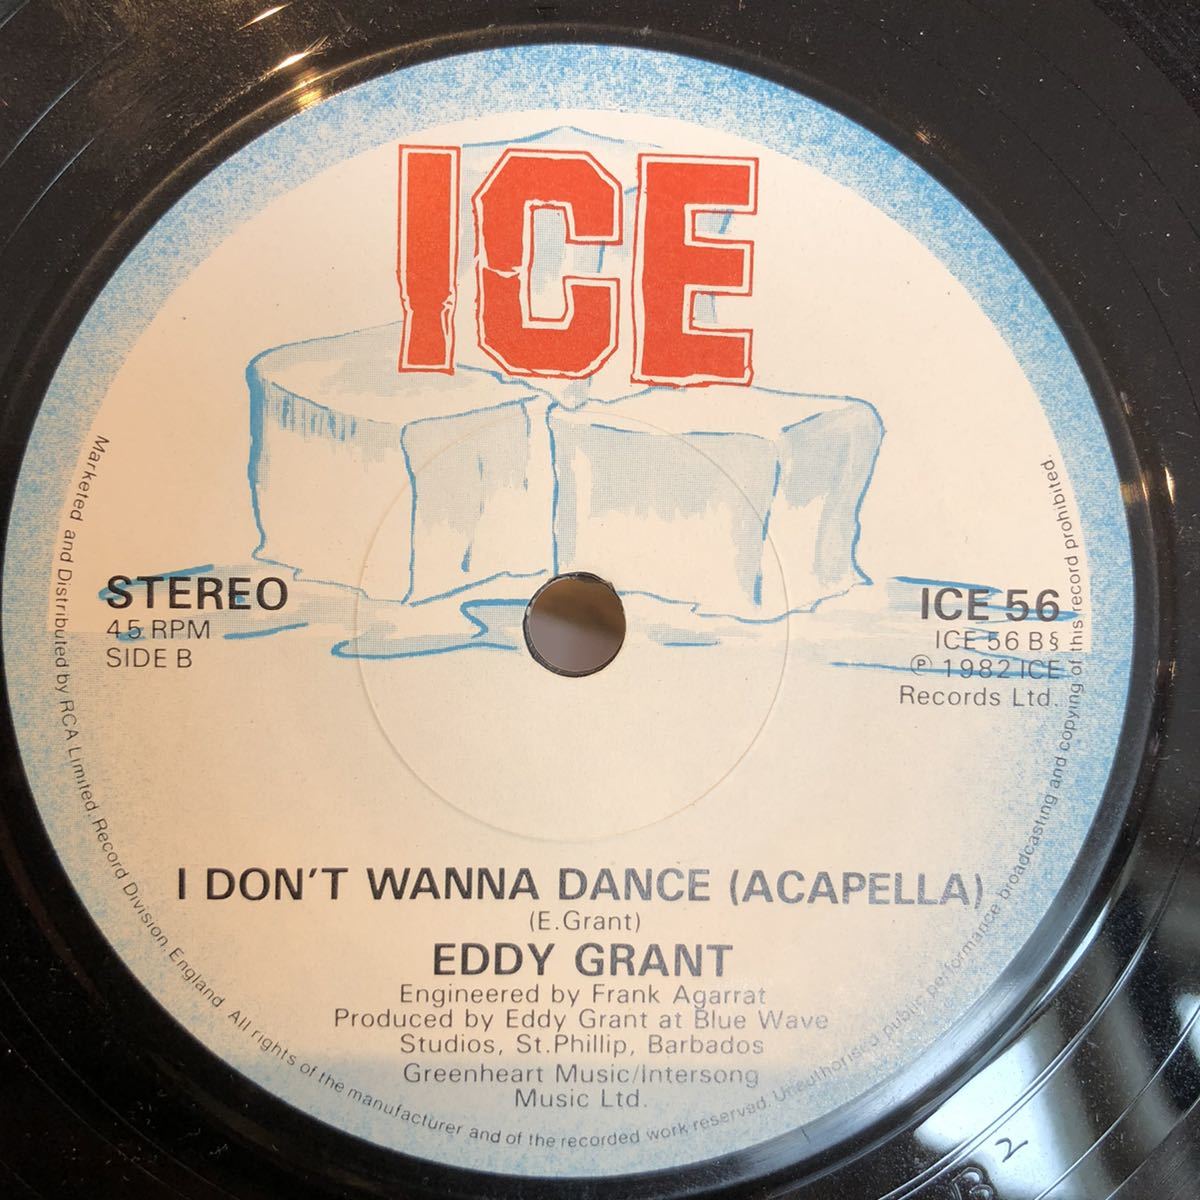 ICE
STEREO
45 RPM
SIDE B
ICE 56
ICE 56 B§
℗ 1982 ICE
Records Ltd.
I DON'T WANNA DANCE (ACAPELLA)
(E.Grant)
EDDY GRANT
Engineered by Frank Agarrat
Produced by Eddy Grant at Blue Wave
Studios, St.Phillip, Barbados
Greenheart Music/Intersong
Music Ltd.
Marketed and Distributed by RCA Limited. Record Division. England. All rights of the manufacturer and of the recorded work reserved. Unauthorised public performance broadcasting and copying of this record prohibited.
B 2